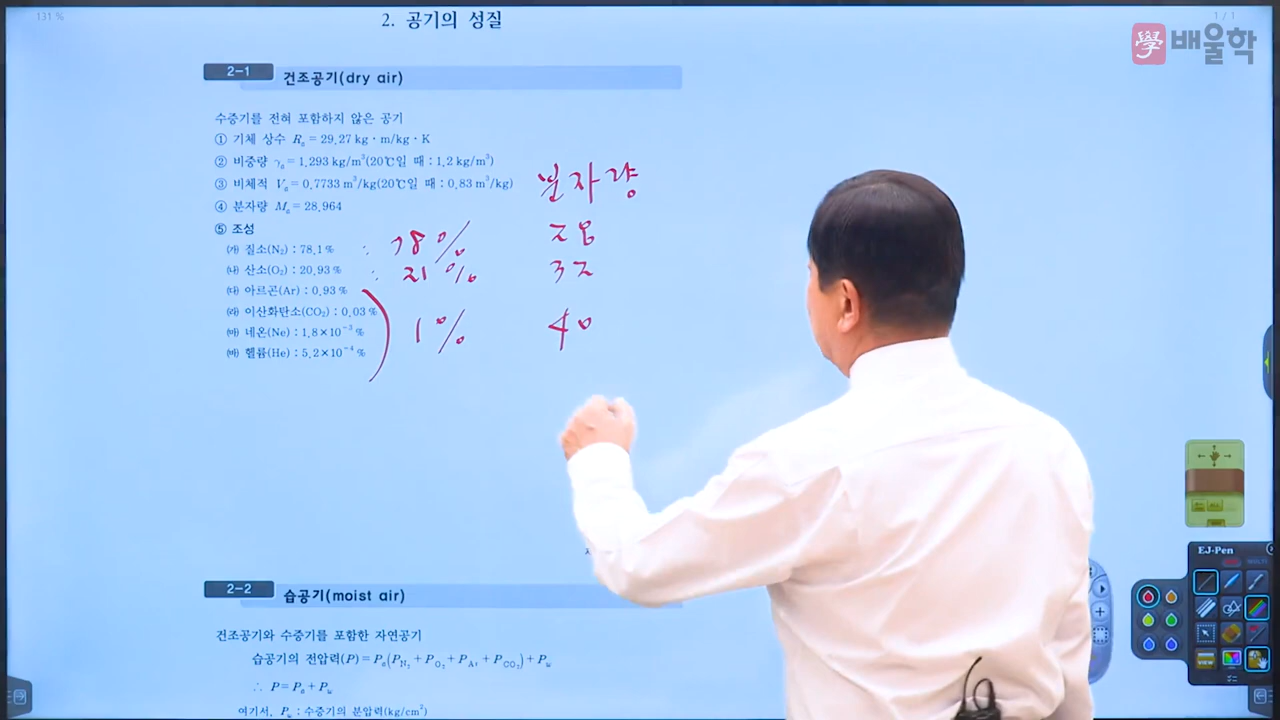 131 %
1 / 1
2. 공기의 성질
學 배울학
2-1 건조공기(dry air)
수증기를 전혀 포함하지 않은 공기
① 기체 상수 Rₐ = 29.27 kg · m/kg · K
② 비중량 γₐ = 1.293 kg/m³(20℃일 때 : 1.2 kg/m³)
③ 비체적 Vₐ = 0.7733 m³/kg(20℃일 때 : 0.83 m³/kg)
분자량
④ 분자량 Mₐ = 28.964
⑤ 조성
㈎ 질소(N₂) : 78.1 % : 78% 28
㈏ 산소(O₂) : 20.93 % : 21% 32
㈐ 아르곤(Ar) : 0.93 %
㈑ 이산화탄소(CO₂) : 0.03 %
㈒ 네온(Ne) : 1.8×10⁻³ % 1% 40
㈓ 헬륨(He) : 5.2×10⁻⁴ %
2-2 습공기(moist air)
건조공기와 수증기를 포함한 자연공기
습공기의 전압력(P) = Pₐ(P_N₂ + P_O₂ + P_Ar + P_CO₂) + P_w
∴ P = Pₐ + P_w
여기서, P_w : 수증기의 분압력(kg/cm²)
EJ-Pen
VIEW